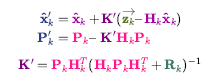 x̂′ₖ = x̂ₖ + K′(z⃗ₖ – Hₖx̂ₖ)
P′ₖ = Pₖ – K′HₖPₖ
K′ = PₖHₖᵀ(HₖPₖHₖᵀ + Rₖ)⁻¹